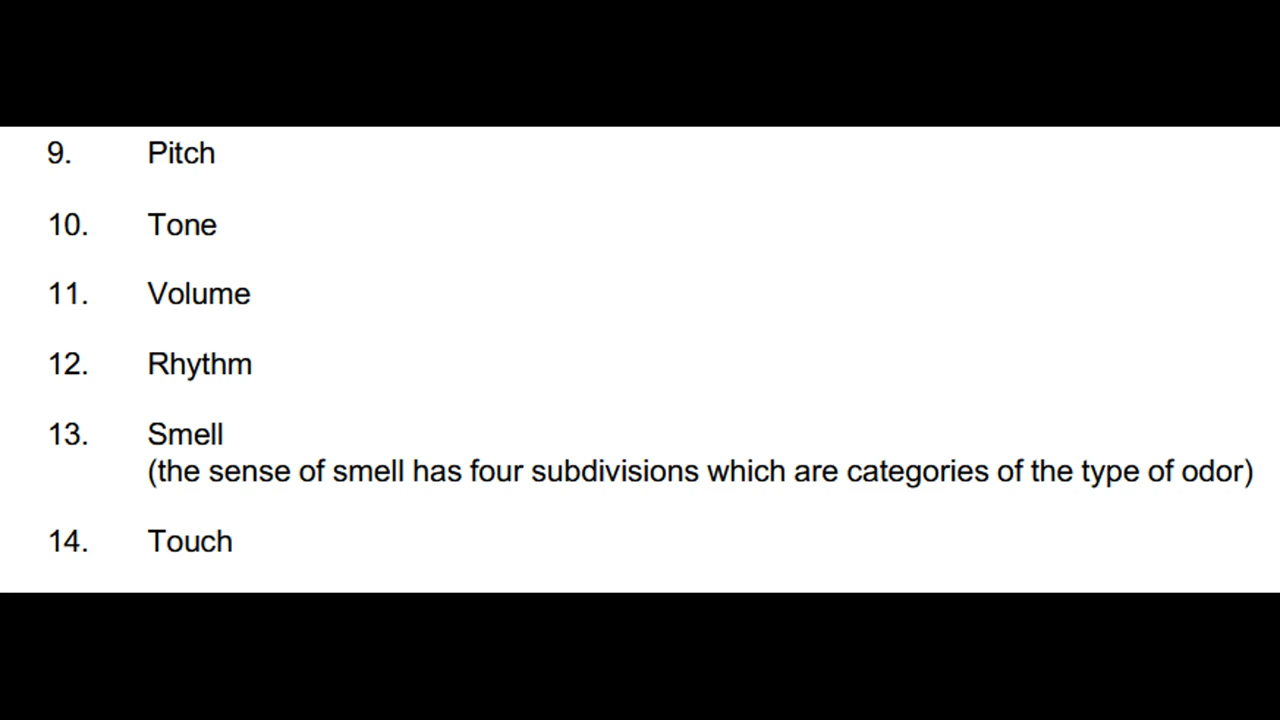 9. Pitch
10. Tone
11. Volume
12. Rhythm
13. Smell
(the sense of smell has four subdivisions which are categories of the type of odor)
14. Touch